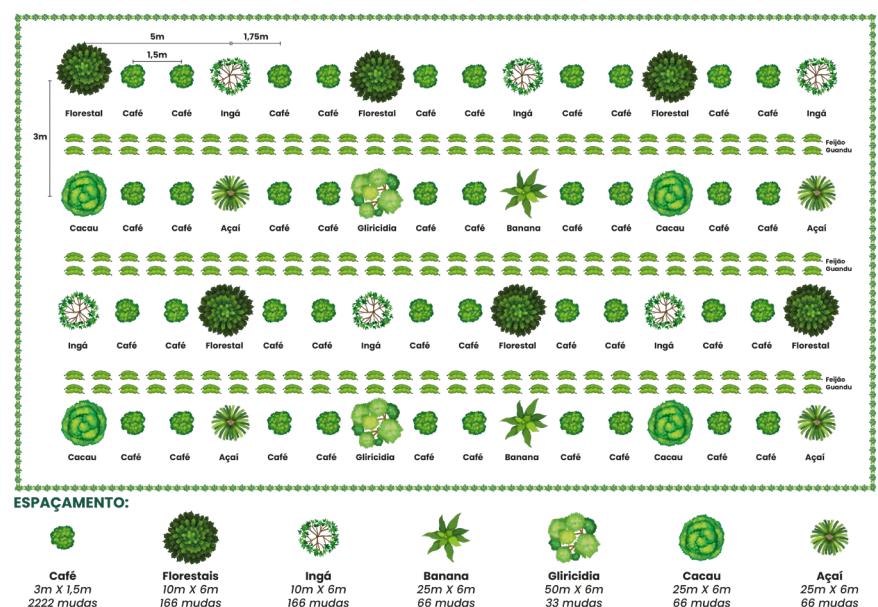 5m 1,75m
1,5m
Florestal Café Café Ingá Café Café Florestal Café Café Ingá Café Café Florestal Café Café Ingá
3m
Feijão
Guandu
Cacau Café Café Açaí Café Café Gliricidia Café Café Banana Café Café Cacau Café Café Açaí
Feijão
Guandu
Ingá Café Café Florestal Café Café Ingá Café Café Florestal Café Café Ingá Café Café Florestal
Feijão
Guandu
Cacau Café Café Açaí Café Café Gliricidia Café Café Banana Café Café Cacau Café Café Açaí
ESPAÇAMENTO:
Café Florestais Ingá Banana Gliricidia Cacau Açaí
3m X 1,5m 10m X 6m 10m X 6m 25m X 6m 50m X 6m 25m X 6m 25m X 6m
2222 mudas 166 mudas 166 mudas 66 mudas 33 mudas 66 mudas 66 mudas